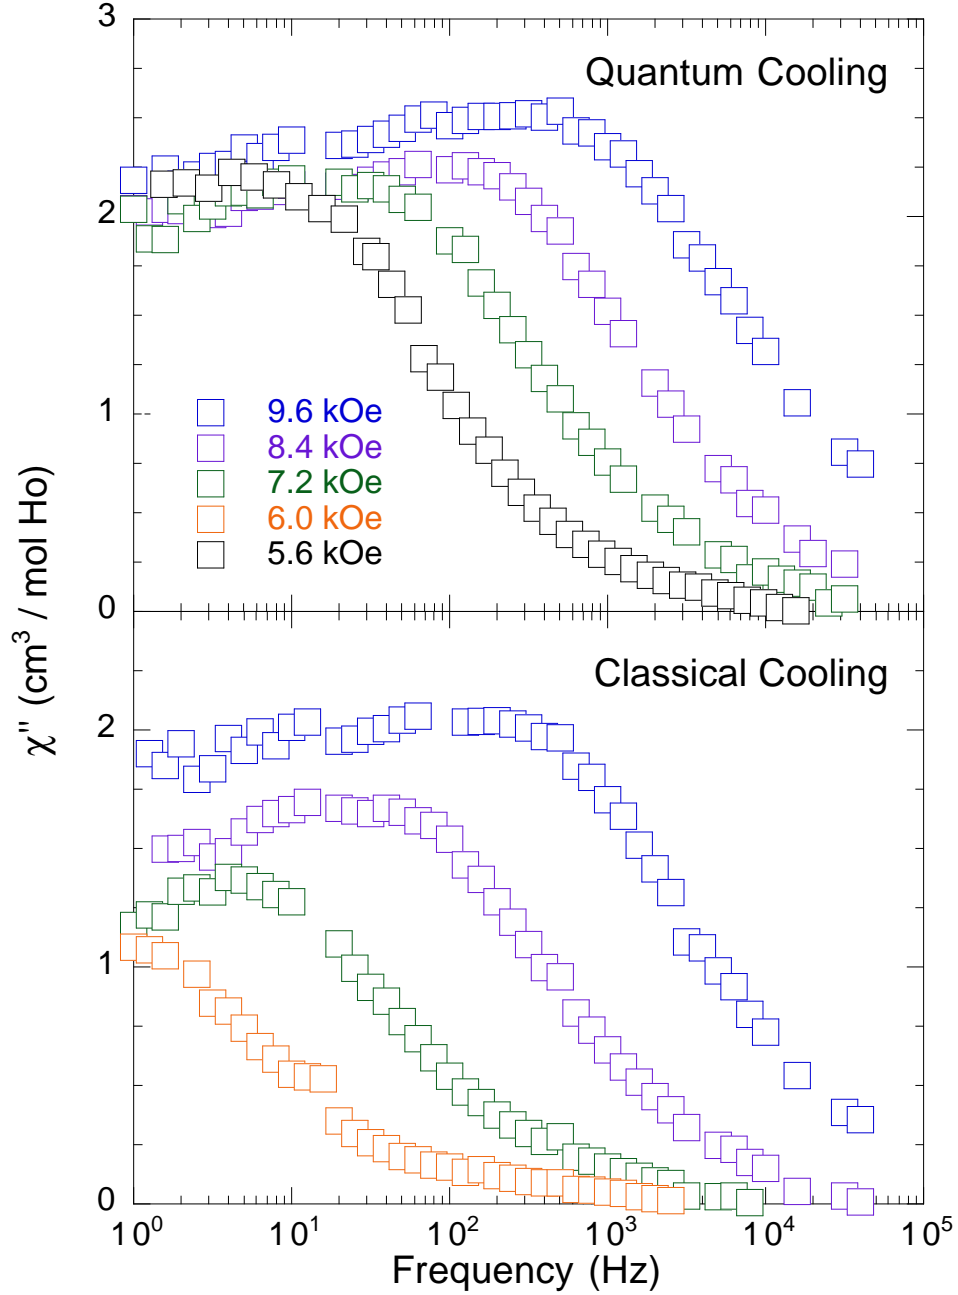 3
Quantum Cooling
2
9.6 kOe
1
8.4 kOe
7.2 kOe
6.0 kOe
5.6 kOe
0
χ'' (cm³ / mol Ho)
Classical Cooling
2
1
0
10⁰ 10¹ 10² 10³ 10⁴ 10⁵
Frequency (Hz)